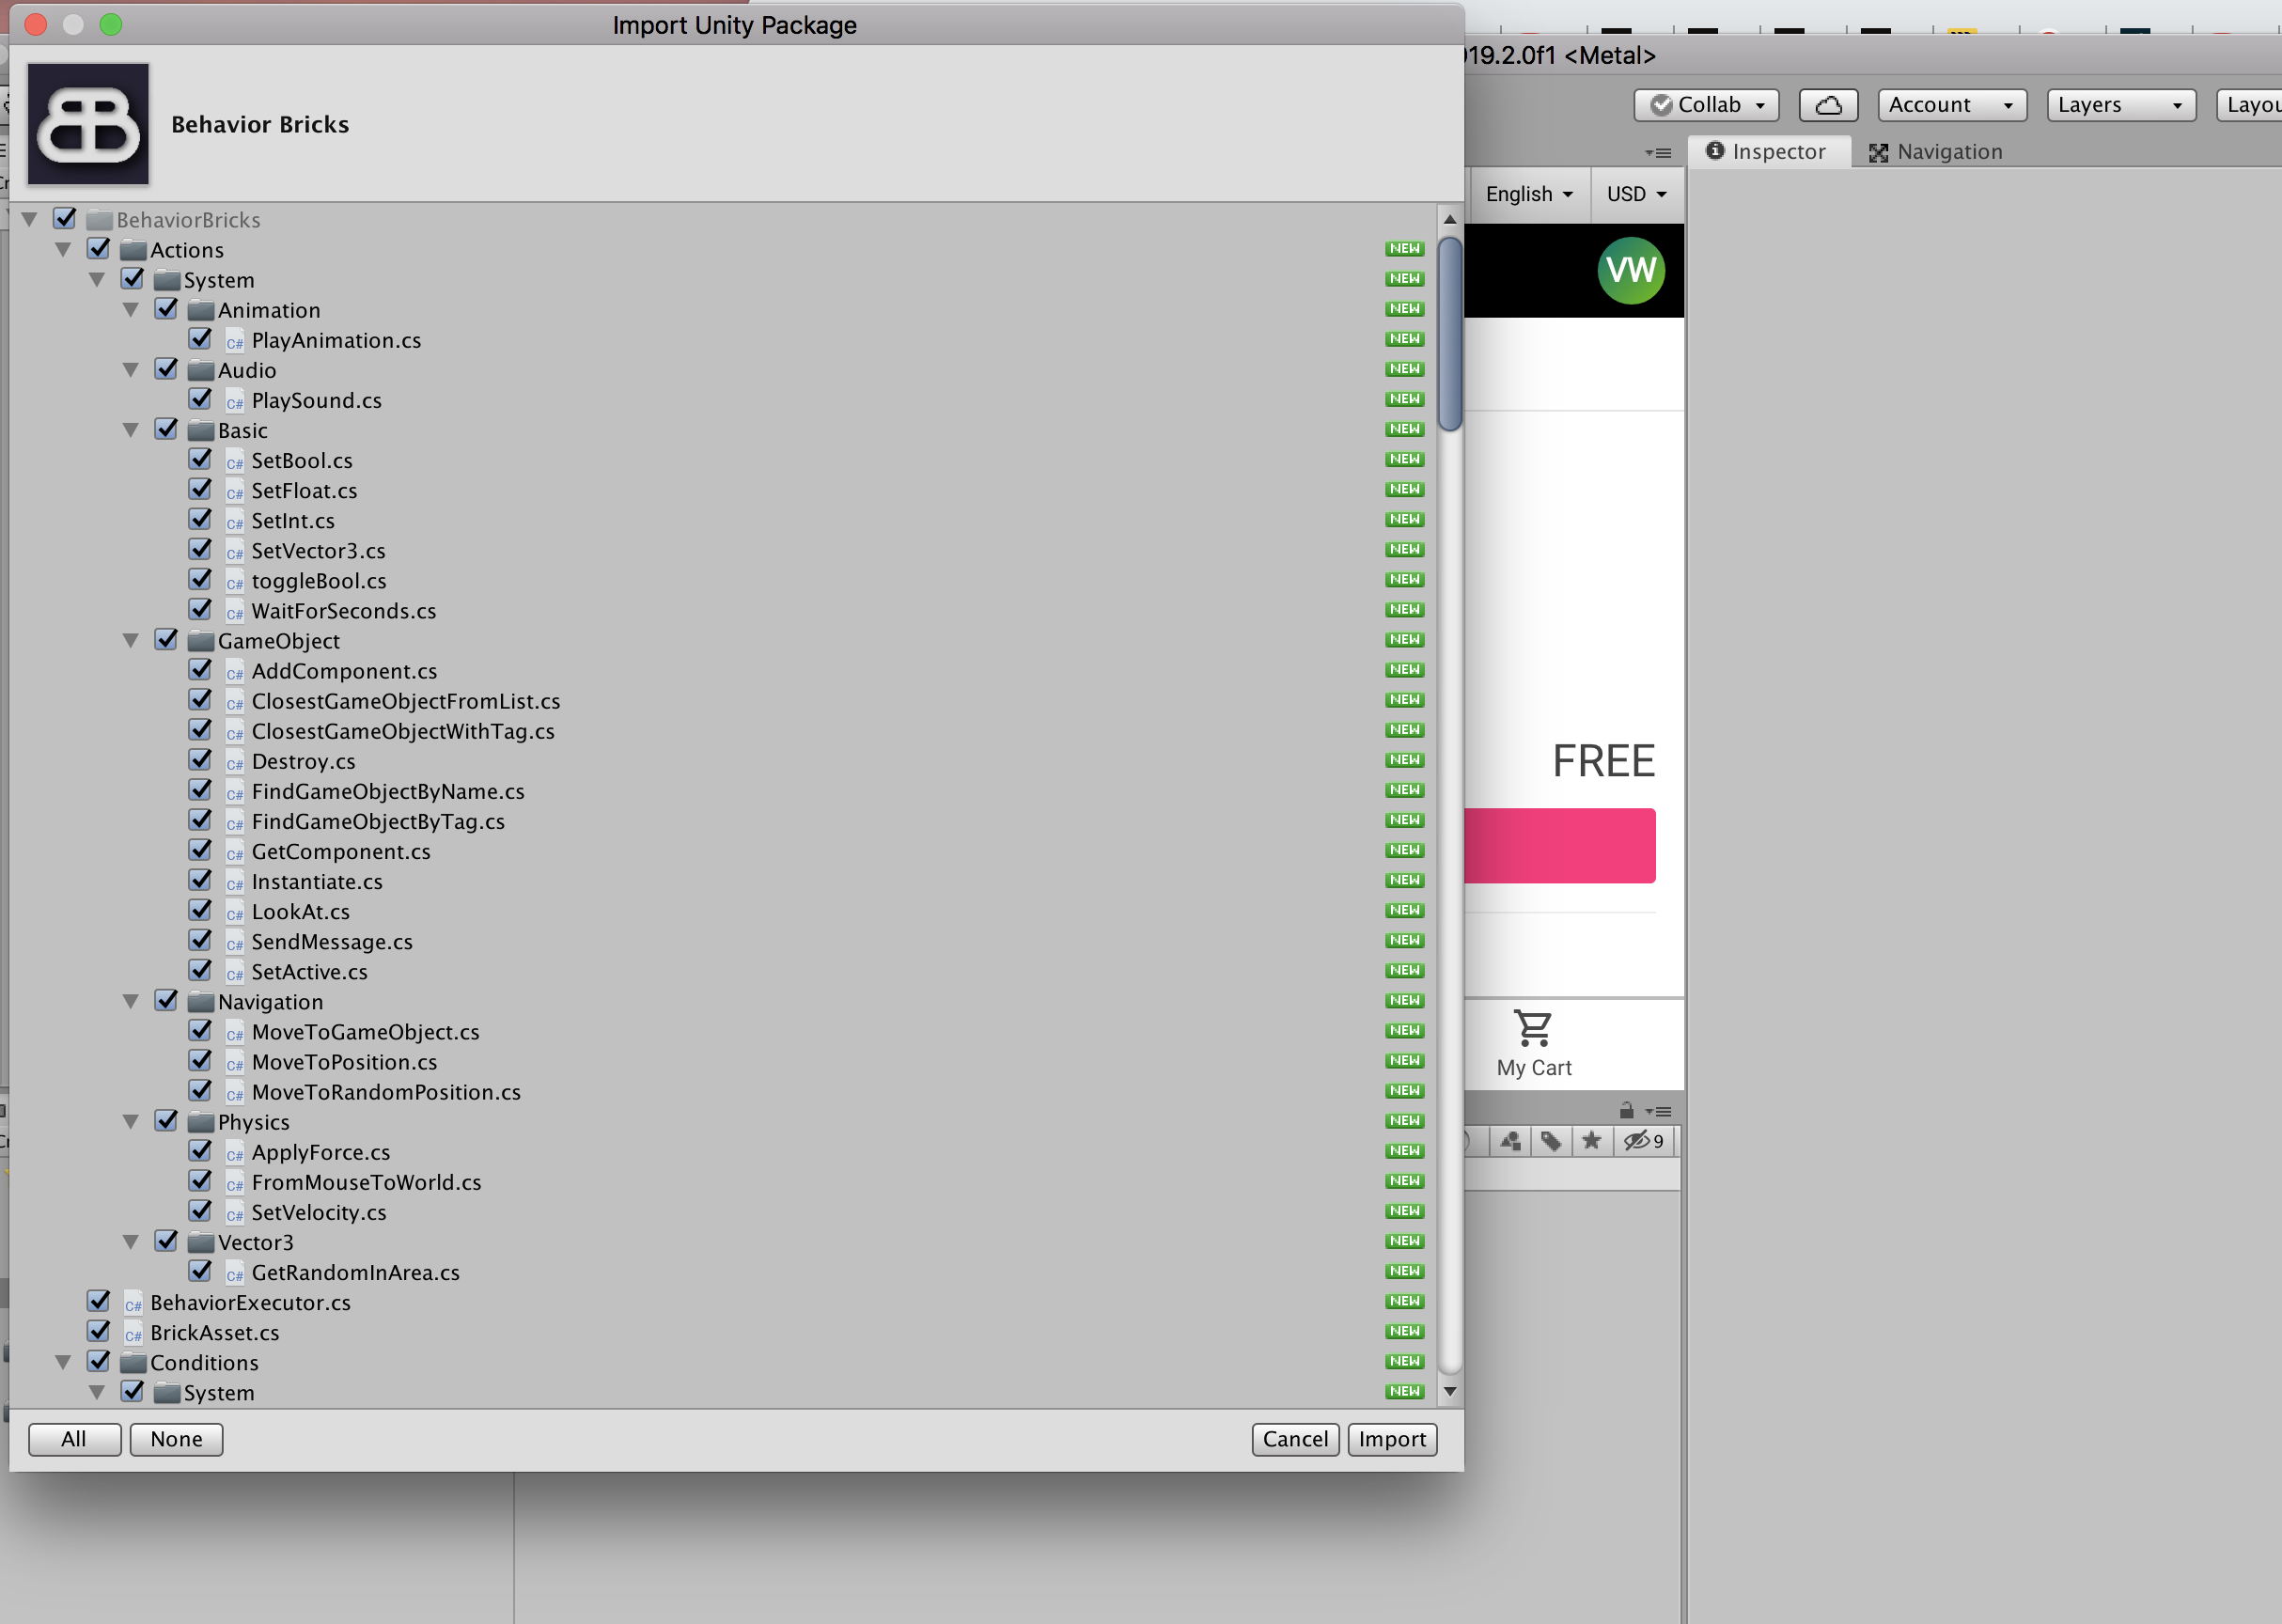 Import Unity Package
Behavior Bricks
BehaviorBricks
Actions NEW
System NEW
Animation NEW
C# PlayAnimation.cs NEW
Audio NEW
C# PlaySound.cs NEW
Basic NEW
C# SetBool.cs NEW
C# SetFloat.cs NEW
C# SetInt.cs NEW
C# SetVector3.cs NEW
C# toggleBool.cs NEW
C# WaitForSeconds.cs NEW
GameObject NEW
C# AddComponent.cs NEW
C# ClosestGameObjectFromList.cs NEW
C# ClosestGameObjectWithTag.cs NEW
C# Destroy.cs NEW
C# FindGameObjectByName.cs NEW
C# FindGameObjectByTag.cs NEW
C# GetComponent.cs NEW
C# Instantiate.cs NEW
C# LookAt.cs NEW
C# SendMessage.cs NEW
C# SetActive.cs NEW
Navigation NEW
C# MoveToGameObject.cs NEW
C# MoveToPosition.cs NEW
C# MoveToRandomPosition.cs NEW
Physics NEW
C# ApplyForce.cs NEW
C# FromMouseToWorld.cs NEW
C# SetVelocity.cs NEW
Vector3 NEW
C# GetRandomInArea.cs NEW
C# BehaviorExecutor.cs NEW
C# BrickAsset.cs NEW
Conditions NEW
System NEW
All None Cancel Import
19.2.0f1 <Metal>
Collab Account Layers Layou
Inspector Navigation
English USD
VW
FREE
My Cart
9